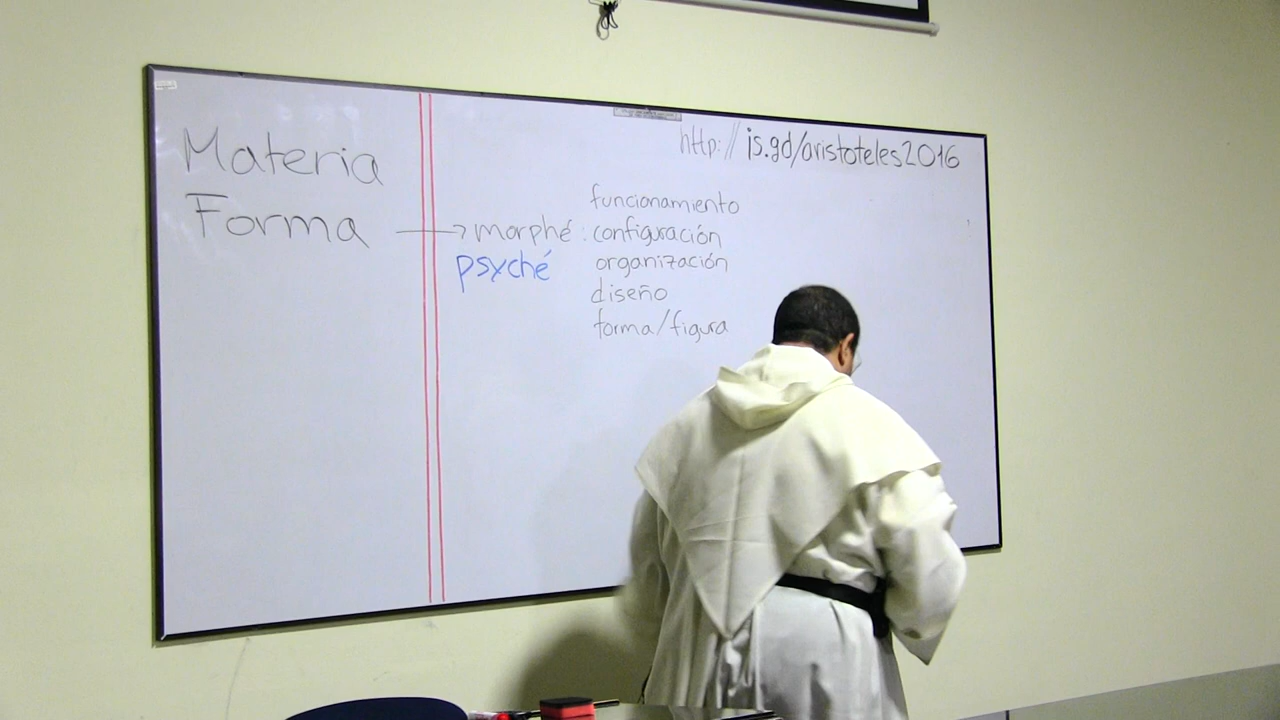 Materia
Forma
http://is.gd/aristoteles2016
funcionamiento
→ morphé : configuración
psyché organización
diseño
forma/figura